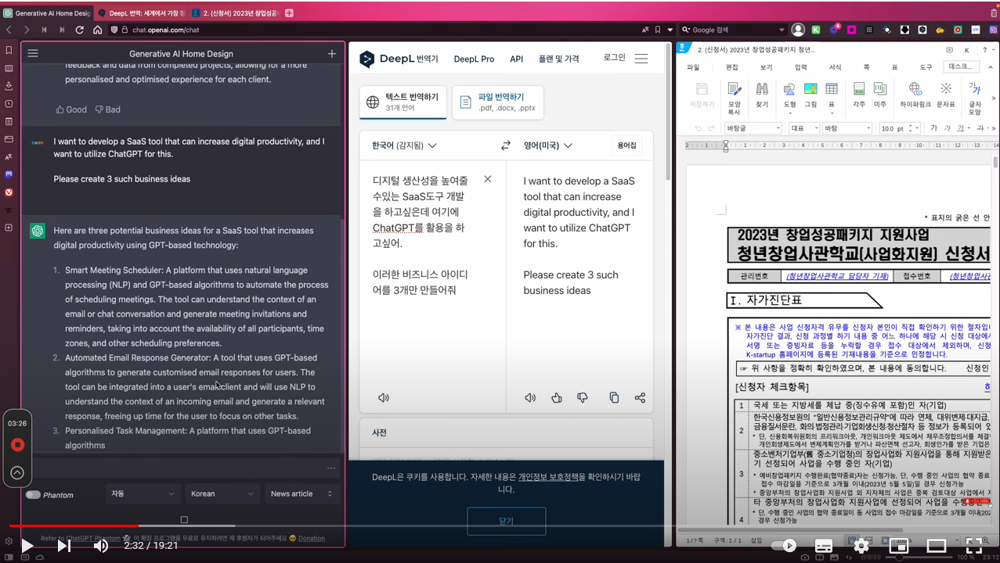 Generative AI Home Desig
DeepL 번역: 세계에서 가장 정
2. (신청서) 2023년 창업성공
chat.openai.com/chat
Google 검색
Generative AI Home Design
feedback and data from completed projects, allowing for a more
personalised and optimised experience for each client.
Good
Bad
I want to develop a SaaS tool that can increase digital productivity, and I
want to utilize ChatGPT for this.
Please create 3 such business ideas
Here are three potential business ideas for a SaaS tool that increases
digital productivity using GPT-based technology:
1. Smart Meeting Scheduler: A platform that uses natural language
processing (NLP) and GPT-based algorithms to automate the process
of scheduling meetings. The tool can understand the context of an
email or chat conversation and generate meeting invitations and
reminders, taking into account the availability of all participants, time
zones, and other scheduling preferences.
2. Automated Email Response Generator: A tool that uses GPT-based
algorithms to generate customised email responses for users. The
tool can be integrated into a user's email client and will use NLP to
understand the context of an incoming email and generate a relevant
response, freeing up time for the user to focus on other tasks.
3. Personalised Task Management: A platform that uses GPT-based
algorithms
03:26
Phantom
자동
Korean
News article
Refer to ChatGPT Phantom 이 확장 프로그램을 무료로 유지하려면 제 후원자가 되어주세요 Donation
DeepL 번역기
DeepL Pro
API
플랜 및 가격
로그인
텍스트 번역하기
31개 언어
파일 번역하기
.pdf, .docx, .pptx
한국어 (감지됨)
영어(미국)
용어집
디지털 생산성을 높여줄
수있는 SaaS도구 개발
을 하고싶은데 여기에
ChatGPT를 활용을 하
고싶어.
이러한 비즈니스 아이디
어를 3개만 만들어줘
I want to develop a SaaS
tool that can increase
digital productivity, and I
want to utilize ChatGPT
for this.
Please create 3 such
business ideas
사전
DeepL은 쿠키를 사용합니다. 자세한 내용은 개인정보 보호정책을 확인하시기 바랍
니다.
닫기
2. (신청서) 2023년 창업성공패키지 청년...
파일
편집
보기
입력
서식
쪽
표
도구
데스크...
저장하기
모양
복사
찾기
도형
그림
표
각주
미주
하이퍼링크
문자표
글자
모양
바탕글
대표
바탕
10.0 pt
가
가
가
가
* 표지의 굵은 선 안
2023년 창업성공패키지 지원사업
청년창업사관학교(사업화지원) 신청서
관리번호
(청년창업사관학교 담당자 기재)
접수번호
(청년창업사
Ⅰ. 자가진단표
※ 본 내용은 사업 신청자격 유무를 신청자 본인이 직접 확인하기 위한 절차입니
자가진단 결과, 신청 과정별 하기 내용 중 어느 하나에 해당 시 신청 대상에서
서명 또는 증빙자료 등을 누락할 경우 접수 대상에서 제외하며, 신청
K-startup 홈페이지에 등록된 기재내용을 기준으로 인정합니다.
☞ 위 사항을 정확히 확인하였으며, 본 내용에 동의합니다.
신청인
[신청자 체크항목]
1 국세 또는 지방세를 체납 중(징수유예 포함)인 자(기업)
2
한국신용정보원의 "일반신용정보관리규약"에 따라 연체, 대위변제·대지급,
금융질서문란, 화의·법정관리·기업회생신청·청산절차 등 정보가 등록되어 있
* 단, 신용회복위원회의 프리워크아웃, 개인워크아웃 제도에서 채무조정합의서를 체결
개인회생제도에서 변제계획인가를 받거나 파산면책 선고자, 회생인가를 받은 기업은
3
중소벤처기업부(舊 중소기업청)의 창업사업화 지원사업을 통해 지원받은
기 선정되어 사업을 수행 중인 자(기업)
* 예비창업패키지 수행완료(협약종료)자는 신청가능, 단, 수행 중인 사업의 협약 종료
접수 마감일을 기준으로 3개월 이내(2023년 5월 5일)일 경우 신청가능
* 중앙부처의 창업사업화 지원사업 외 지자체의 사업은 중복 검토대상 사업에서 제
4
타 중앙부처의 창업사업화 지원사업에 선정되어 사업을 수행
* 단, 수행 중인 사업의 협약 종료일이 동 사업의 접수 마감일을 기준으로 3개월 이내(202
경우 신청가능
1/? 쪽
구역:1/1
삽입
100%
2:32 / 19:21
100 %
23:12